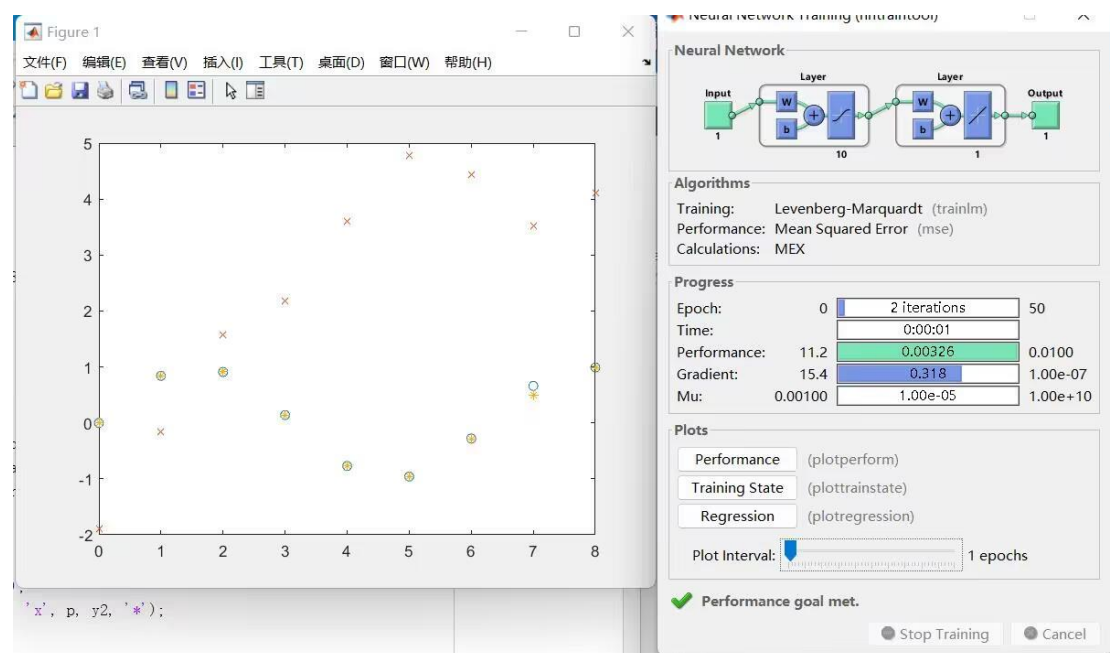 Figure 1
文件(F) 编辑(E) 查看(V) 插入(I) 工具(T) 桌面(D) 窗口(W) 帮助(H)
5
4
3
2
1
0
-1
-2
0 1 2 3 4 5 6 7 8
'x', p, y2, '*');
Neural Network Training (nntraintool)
Neural Network
Layer Layer
Input Output
W W
b b
1 1
10 1
Algorithms
Training: Levenberg-Marquardt (trainlm)
Performance: Mean Squared Error (mse)
Calculations: MEX
Progress
Epoch: 0 2 iterations 50
Time: 0:00:01
Performance: 11.2 0.00326 0.0100
Gradient: 15.4 0.318 1.00e-07
Mu: 0.00100 1.00e-05 1.00e+10
Plots
Performance (plotperform)
Training State (plottrainstate)
Regression (plotregression)
Plot Interval: 1 epochs
Performance goal met.
Stop Training Cancel